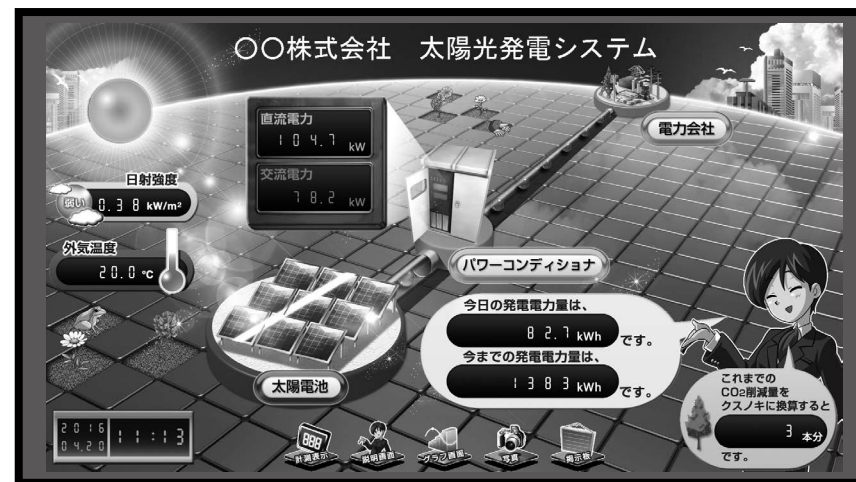 〇〇株式会社　太陽光発電システム
直流電力
104.7 kW
交流電力
78.2 kW
電力会社
日射強度
弱い 0.38 kW/m²
外気温度
20.0 °C
パワーコンディショナ
今日の発電電力量は、
82.7 kWh です。
今までの発電電力量は、
1383 kWh です。
太陽電池
これまでの
CO₂削減量を
クスノキに換算すると
3 本分
です。
2016
04.20
11:13
888
計測表示
説明画面
グラフ画面
写真
掲示板